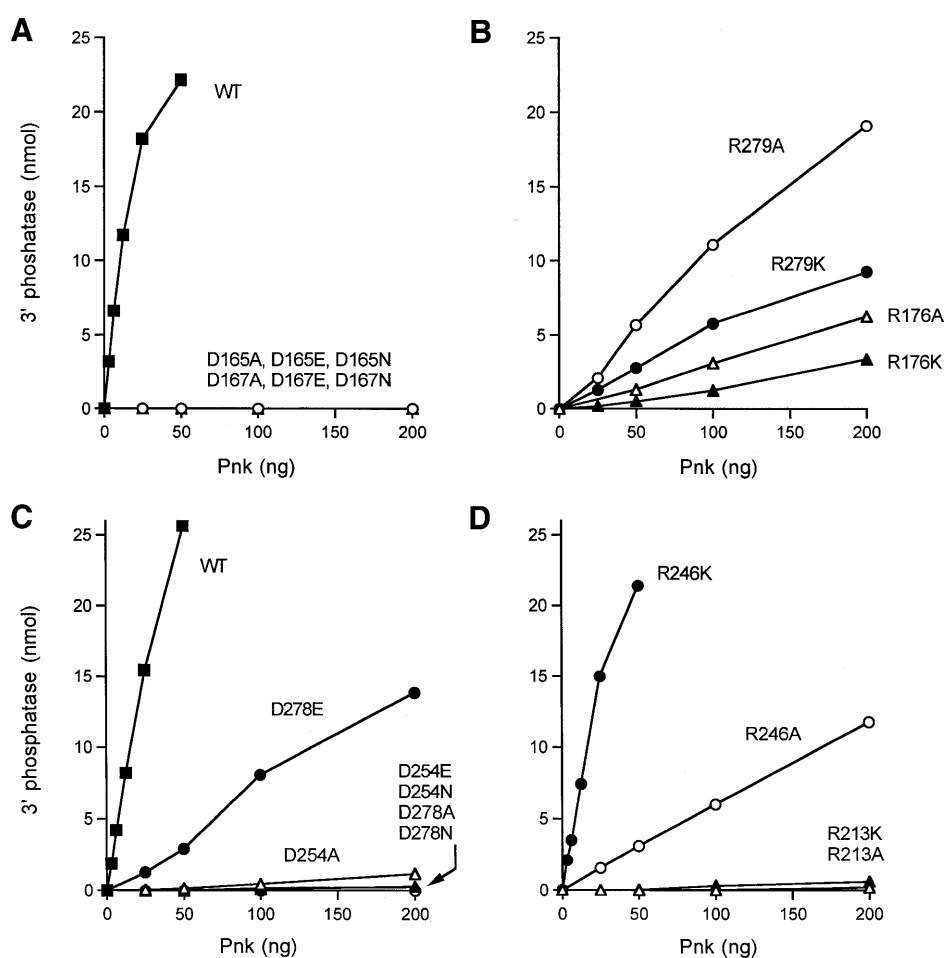 A
25
20
15
10
5
0
0 50 100 150 200
3' phoshatase (nmol)
Pnk (ng)
WT
D165A, D165E, D165N
D167A, D167E, D167N
B
25
20
15
10
5
0
0 50 100 150 200
Pnk (ng)
R279A
R279K
R176A
R176K
C
25
20
15
10
5
0
0 50 100 150 200
3' phosphatase (nmol)
Pnk (ng)
WT
D278E
D254E
D254N
D278A
D278N
D254A
D
25
20
15
10
5
0
0 50 100 150 200
Pnk (ng)
R246K
R246A
R213K
R213A